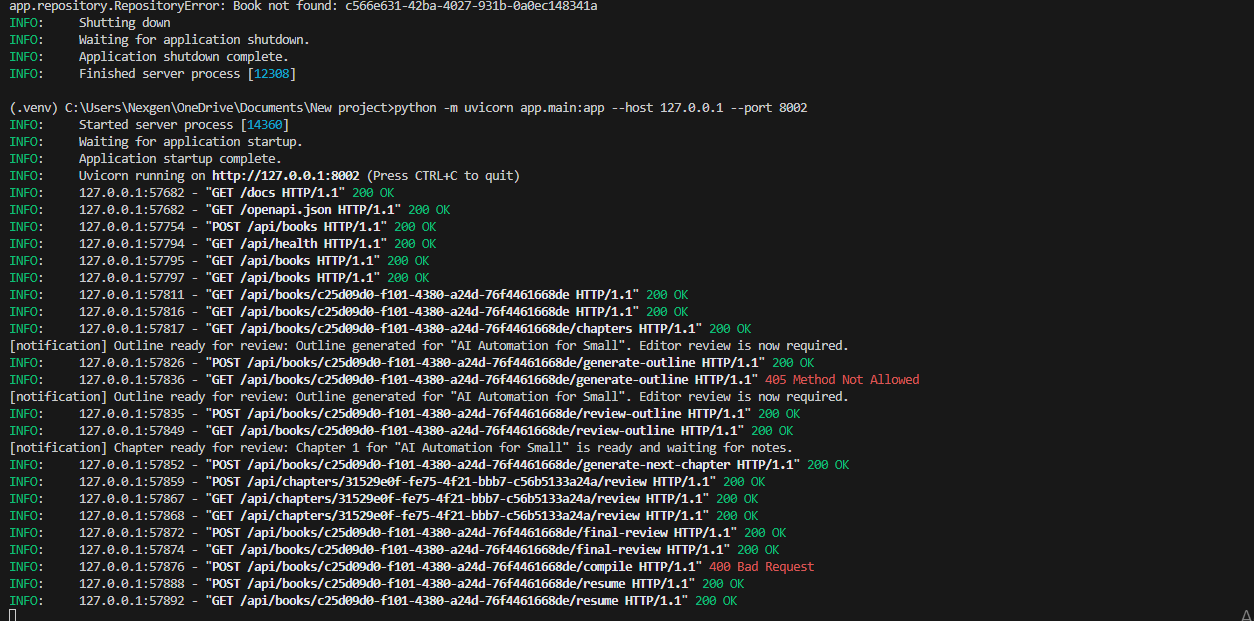 app.repository.RepositoryError: Book not found: c566e631-42ba-4027-931b-0a0ec148341a
INFO:     Shutting down
INFO:     Waiting for application shutdown.
INFO:     Application shutdown complete.
INFO:     Finished server process [12308]
(.venv) C:\Users\Nexgen\OneDrive\Documents\New project>python -m uvicorn app.main:app --host 127.0.0.1 --port 8002
INFO:     Started server process [14360]
INFO:     Waiting for application startup.
INFO:     Application startup complete.
INFO:     Uvicorn running on http://127.0.0.1:8002 (Press CTRL+C to quit)
INFO:     127.0.0.1:57682 - "GET /docs HTTP/1.1" 200 OK
INFO:     127.0.0.1:57682 - "GET /openapi.json HTTP/1.1" 200 OK
INFO:     127.0.0.1:57754 - "POST /api/books HTTP/1.1" 200 OK
INFO:     127.0.0.1:57794 - "GET /api/health HTTP/1.1" 200 OK
INFO:     127.0.0.1:57795 - "GET /api/books HTTP/1.1" 200 OK
INFO:     127.0.0.1:57797 - "GET /api/books HTTP/1.1" 200 OK
INFO:     127.0.0.1:57811 - "GET /api/books/c25d09d0-f101-4380-a24d-76f4461668de HTTP/1.1" 200 OK
INFO:     127.0.0.1:57816 - "GET /api/books/c25d09d0-f101-4380-a24d-76f4461668de HTTP/1.1" 200 OK
INFO:     127.0.0.1:57817 - "GET /api/books/c25d09d0-f101-4380-a24d-76f4461668de/chapters HTTP/1.1" 200 OK
[notification] Outline ready for review: Outline generated for "AI Automation for Small". Editor review is now required.
INFO:     127.0.0.1:57826 - "POST /api/books/c25d09d0-f101-4380-a24d-76f4461668de/generate-outline HTTP/1.1" 200 OK
INFO:     127.0.0.1:57836 - "GET /api/books/c25d09d0-f101-4380-a24d-76f4461668de/generate-outline HTTP/1.1" 405 Method Not Allowed
[notification] Outline ready for review: Outline generated for "AI Automation for Small". Editor review is now required.
INFO:     127.0.0.1:57835 - "POST /api/books/c25d09d0-f101-4380-a24d-76f4461668de/review-outline HTTP/1.1" 200 OK
INFO:     127.0.0.1:57849 - "GET /api/books/c25d09d0-f101-4380-a24d-76f4461668de/review-outline HTTP/1.1" 200 OK
[notification] Chapter ready for review: Chapter 1 for "AI Automation for Small" is ready and waiting for notes.
INFO:     127.0.0.1:57852 - "POST /api/books/c25d09d0-f101-4380-a24d-76f4461668de/generate-next-chapter HTTP/1.1" 200 OK
INFO:     127.0.0.1:57859 - "POST /api/chapters/31529e0f-fe75-4f21-bbb7-c56b5133a24a/review HTTP/1.1" 200 OK
INFO:     127.0.0.1:57867 - "GET /api/chapters/31529e0f-fe75-4f21-bbb7-c56b5133a24a/review HTTP/1.1" 200 OK
INFO:     127.0.0.1:57868 - "GET /api/chapters/31529e0f-fe75-4f21-bbb7-c56b5133a24a/review HTTP/1.1" 200 OK
INFO:     127.0.0.1:57872 - "POST /api/books/c25d09d0-f101-4380-a24d-76f4461668de/final-review HTTP/1.1" 200 OK
INFO:     127.0.0.1:57874 - "GET /api/books/c25d09d0-f101-4380-a24d-76f4461668de/final-review HTTP/1.1" 200 OK
INFO:     127.0.0.1:57876 - "POST /api/books/c25d09d0-f101-4380-a24d-76f4461668de/compile HTTP/1.1" 400 Bad Request
INFO:     127.0.0.1:57888 - "POST /api/books/c25d09d0-f101-4380-a24d-76f4461668de/resume HTTP/1.1" 200 OK
INFO:     127.0.0.1:57892 - "GET /api/books/c25d09d0-f101-4380-a24d-76f4461668de/resume HTTP/1.1" 200 OK